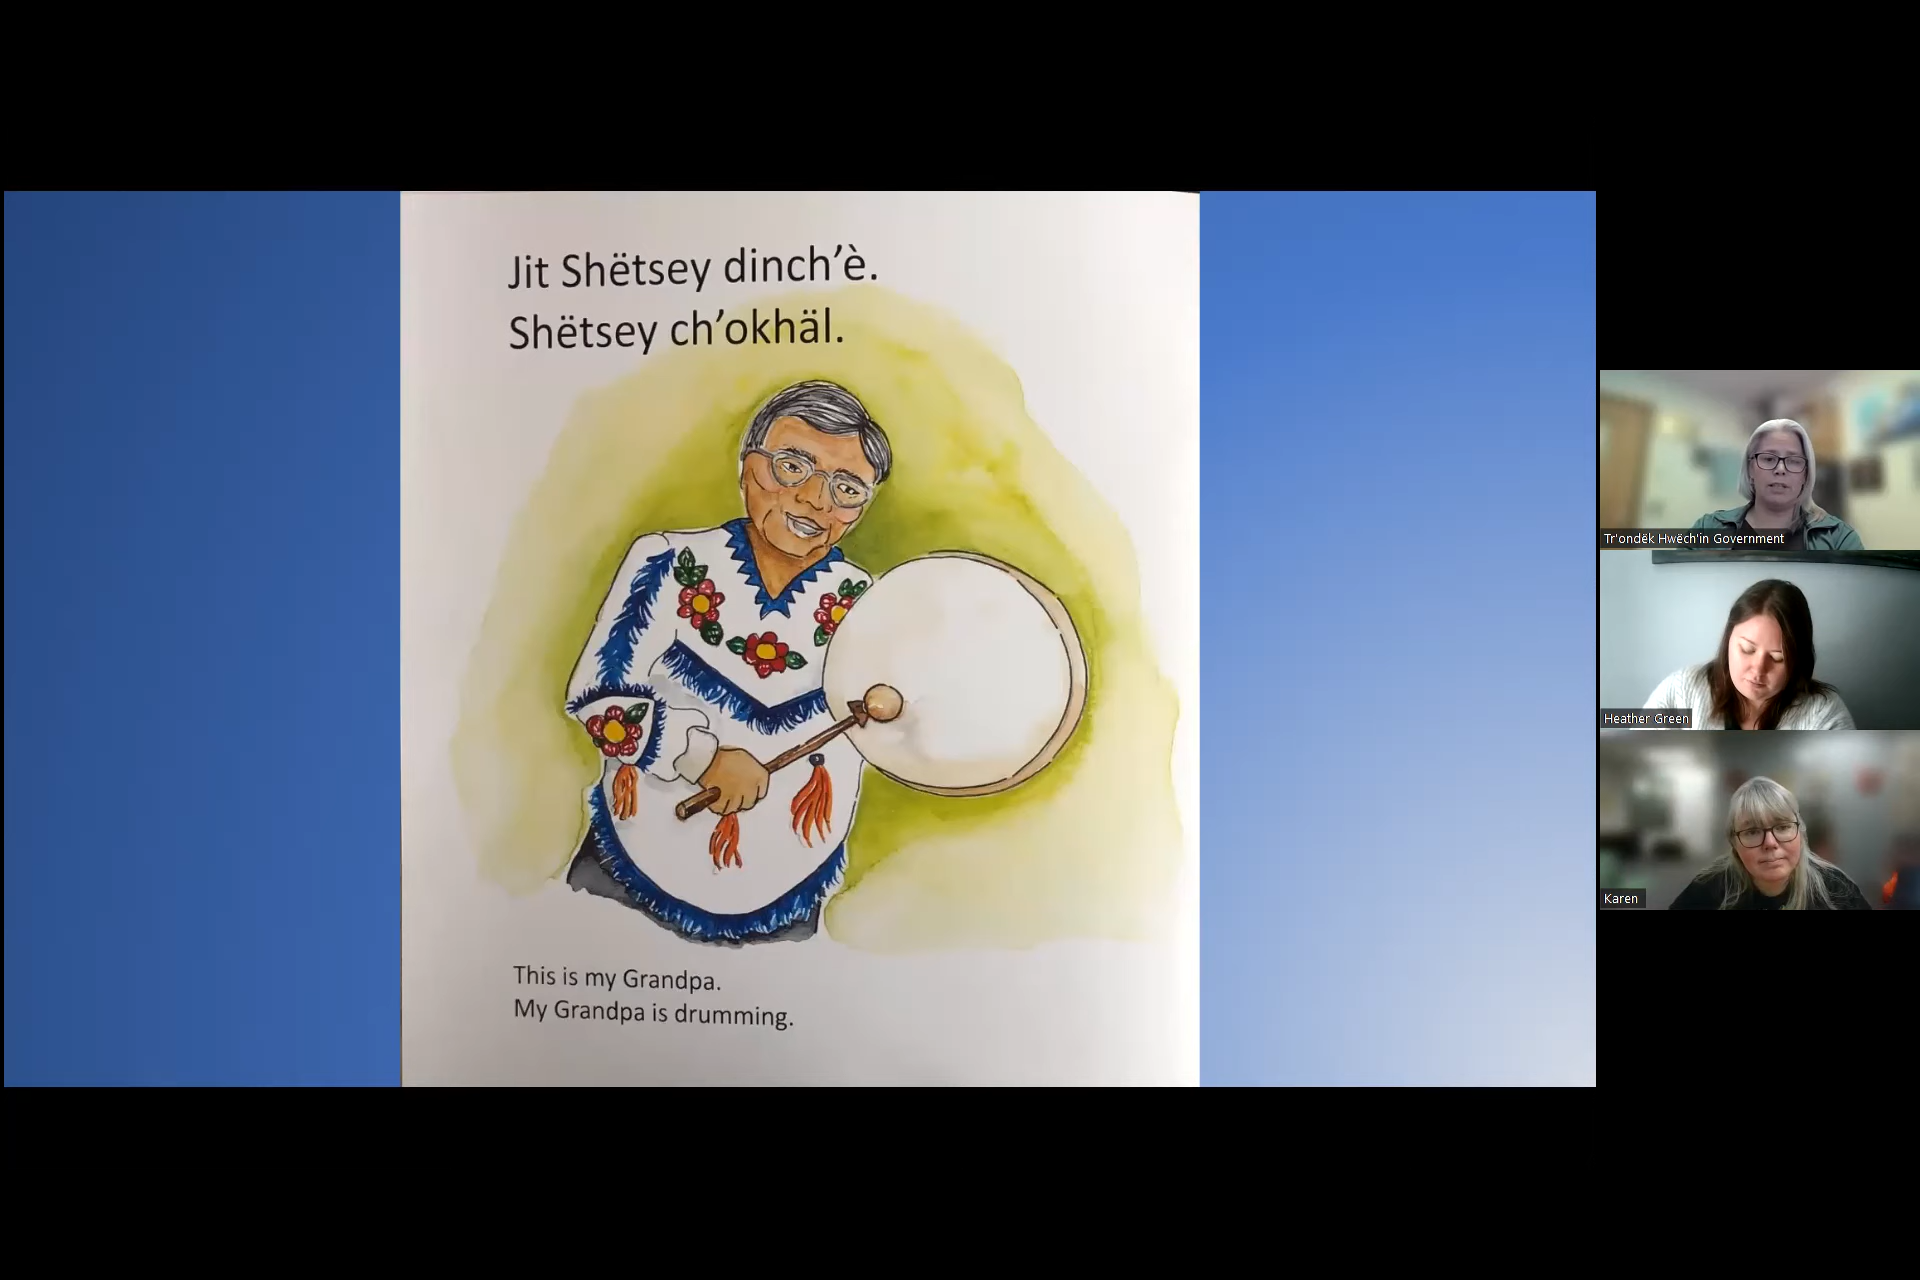 Jit Shëtsey dinch’è.
Shëtsey ch’okhäl.
This is my Grandpa.
My Grandpa is drumming.
Tr'ondëk Hwëch'in Government
Heather Green
Karen